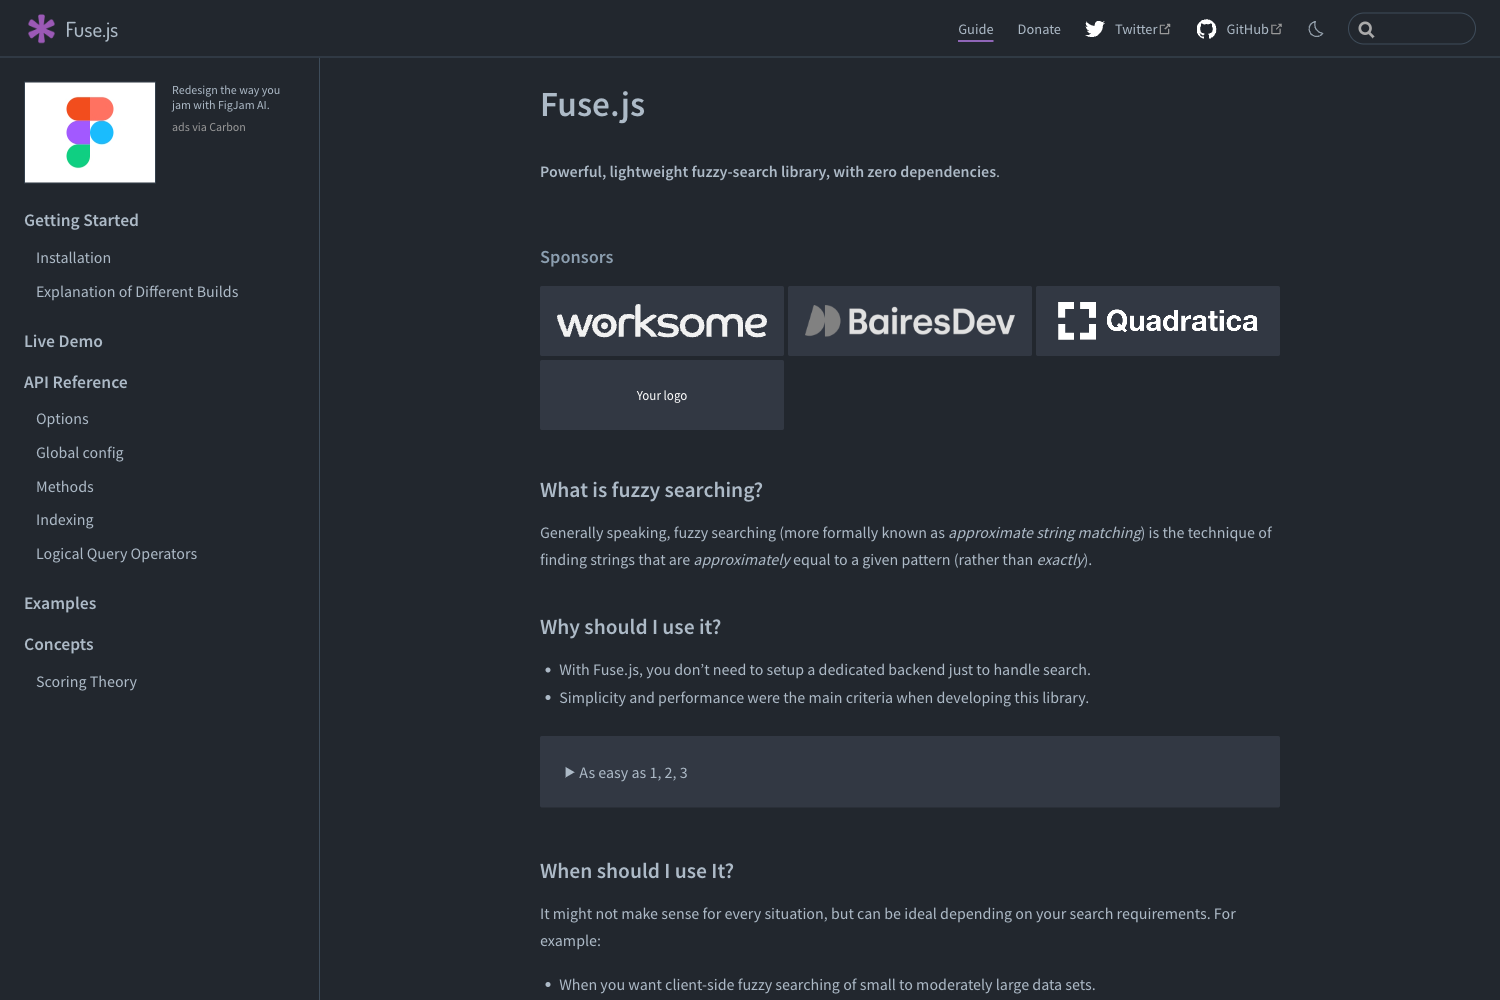 Fuse.js
Guide
Donate
Twitter
GitHub
Redesign the way you
jam with FigJam AI.
ads via Carbon
Getting Started
Installation
Explanation of Different Builds
Live Demo
API Reference
Options
Global config
Methods
Indexing
Logical Query Operators
Examples
Concepts
Scoring Theory
Fuse.js
Powerful, lightweight fuzzy-search library, with zero dependencies.
Sponsors
worksome
BairesDev
Quadratica
Your logo
What is fuzzy searching?
Generally speaking, fuzzy searching (more formally known as approximate string matching) is the technique of
finding strings that are approximately equal to a given pattern (rather than exactly).
Why should I use it?
• With Fuse.js, you don’t need to setup a dedicated backend just to handle search.
• Simplicity and performance were the main criteria when developing this library.
As easy as 1, 2, 3
When should I use It?
It might not make sense for every situation, but can be ideal depending on your search requirements. For
example:
• When you want client-side fuzzy searching of small to moderately large data sets.